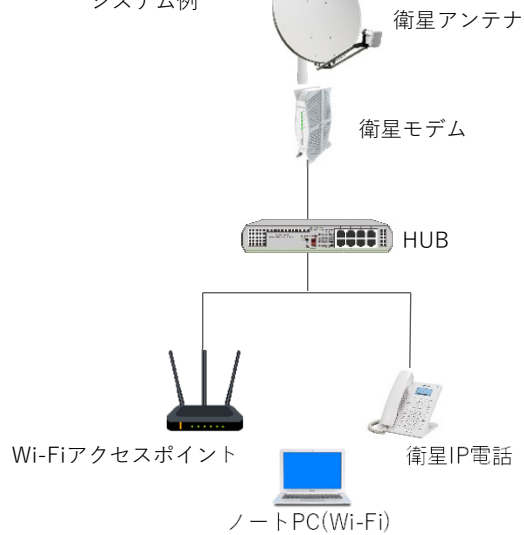 システム例
衛星アンテナ
衛星モデム
HUB
Wi-Fiアクセスポイント
衛星IP電話
ノートPC(Wi-Fi)